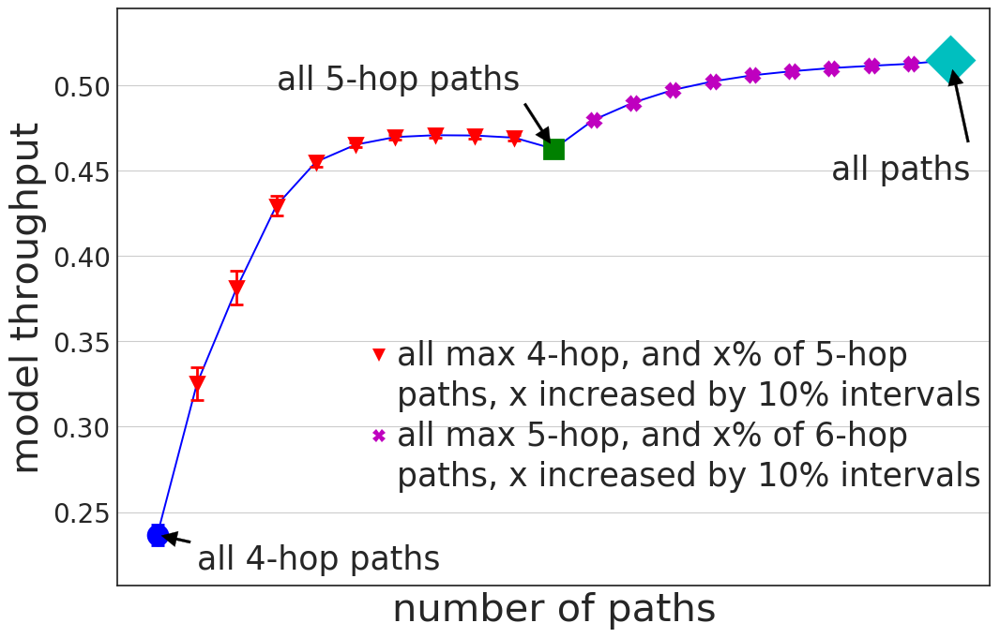 model throughput
0.50
0.45
0.40
0.35
0.30
0.25
all 5-hop paths
all paths
all max 4-hop, and x% of 5-hop
paths, x increased by 10% intervals
all max 5-hop, and x% of 6-hop
paths, x increased by 10% intervals
all 4-hop paths
number of paths